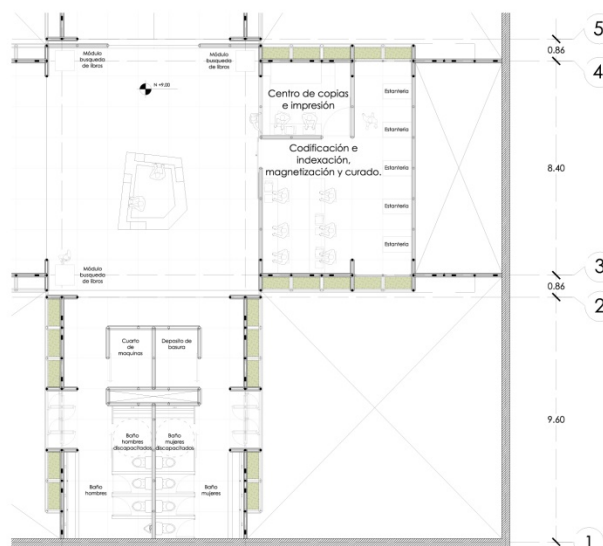 5
0.86
4
Módulo
busqueda
de libros
Módulo
busqueda
de libros
N +9.00
Centro de copias
e impresión
Estantería
Estantería
Codificación e
indexación,
magnetización y curado.
Estantería
8.40
Estantería
Estantería
Módulo
busqueda
de libros
3
0.86
2
Cuarto
de
maquinas
Deposito de
basura
9.60
Baño
hombres
discapacitados
Baño
mujeres
discapacitados
Baño
hombres
Baño
mujeres
1